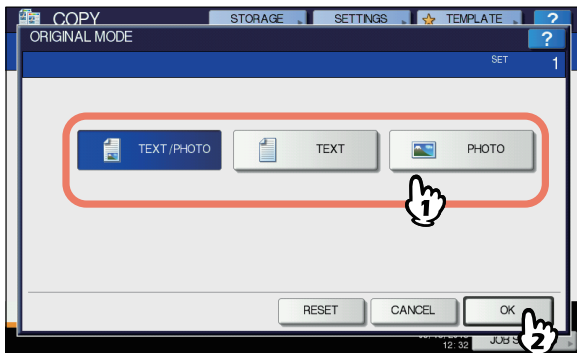 COPY STORAGE SETTINGS TEMPLATE ?
ORIGINAL MODE ?
SET 1
TEXT/PHOTO TEXT PHOTO
1
RESET CANCEL OK
2
12:32 JOB S